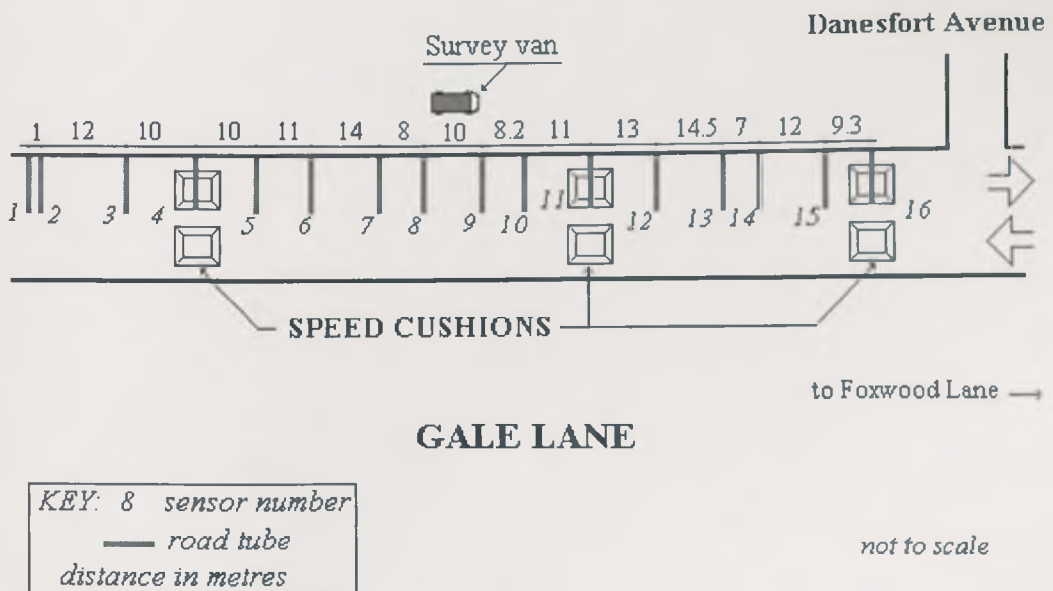 Danesfort Avenue
Survey van
1 12 10 10 11 14 8 10 8.2 11 13 14.5 7 12 9.3
1 2 3 4 5 6 7 8 9 10 11 12 13 14 15 16
SPEED CUSHIONS
to Foxwood Lane
GALE LANE
KEY: 8 sensor number
road tube
distance in metres
not to scale